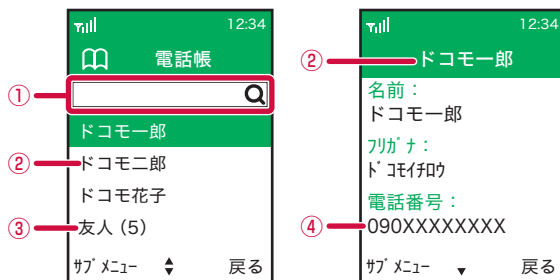 12:34
電話帳
①
ドコモ一郎
② ドコモ二郎
ドコモ花子
③ 友人 (5)
ｻﾌﾞﾒﾆｭｰ 戻る
12:34
② ドコモ一郎
名前：
ドコモ一郎
ﾌﾘｶﾞﾅ：
ﾄﾞｺﾓｲﾁﾛｳ
電話番号：
④ 090XXXXXXXX
ｻﾌﾞﾒﾆｭｰ 戻る